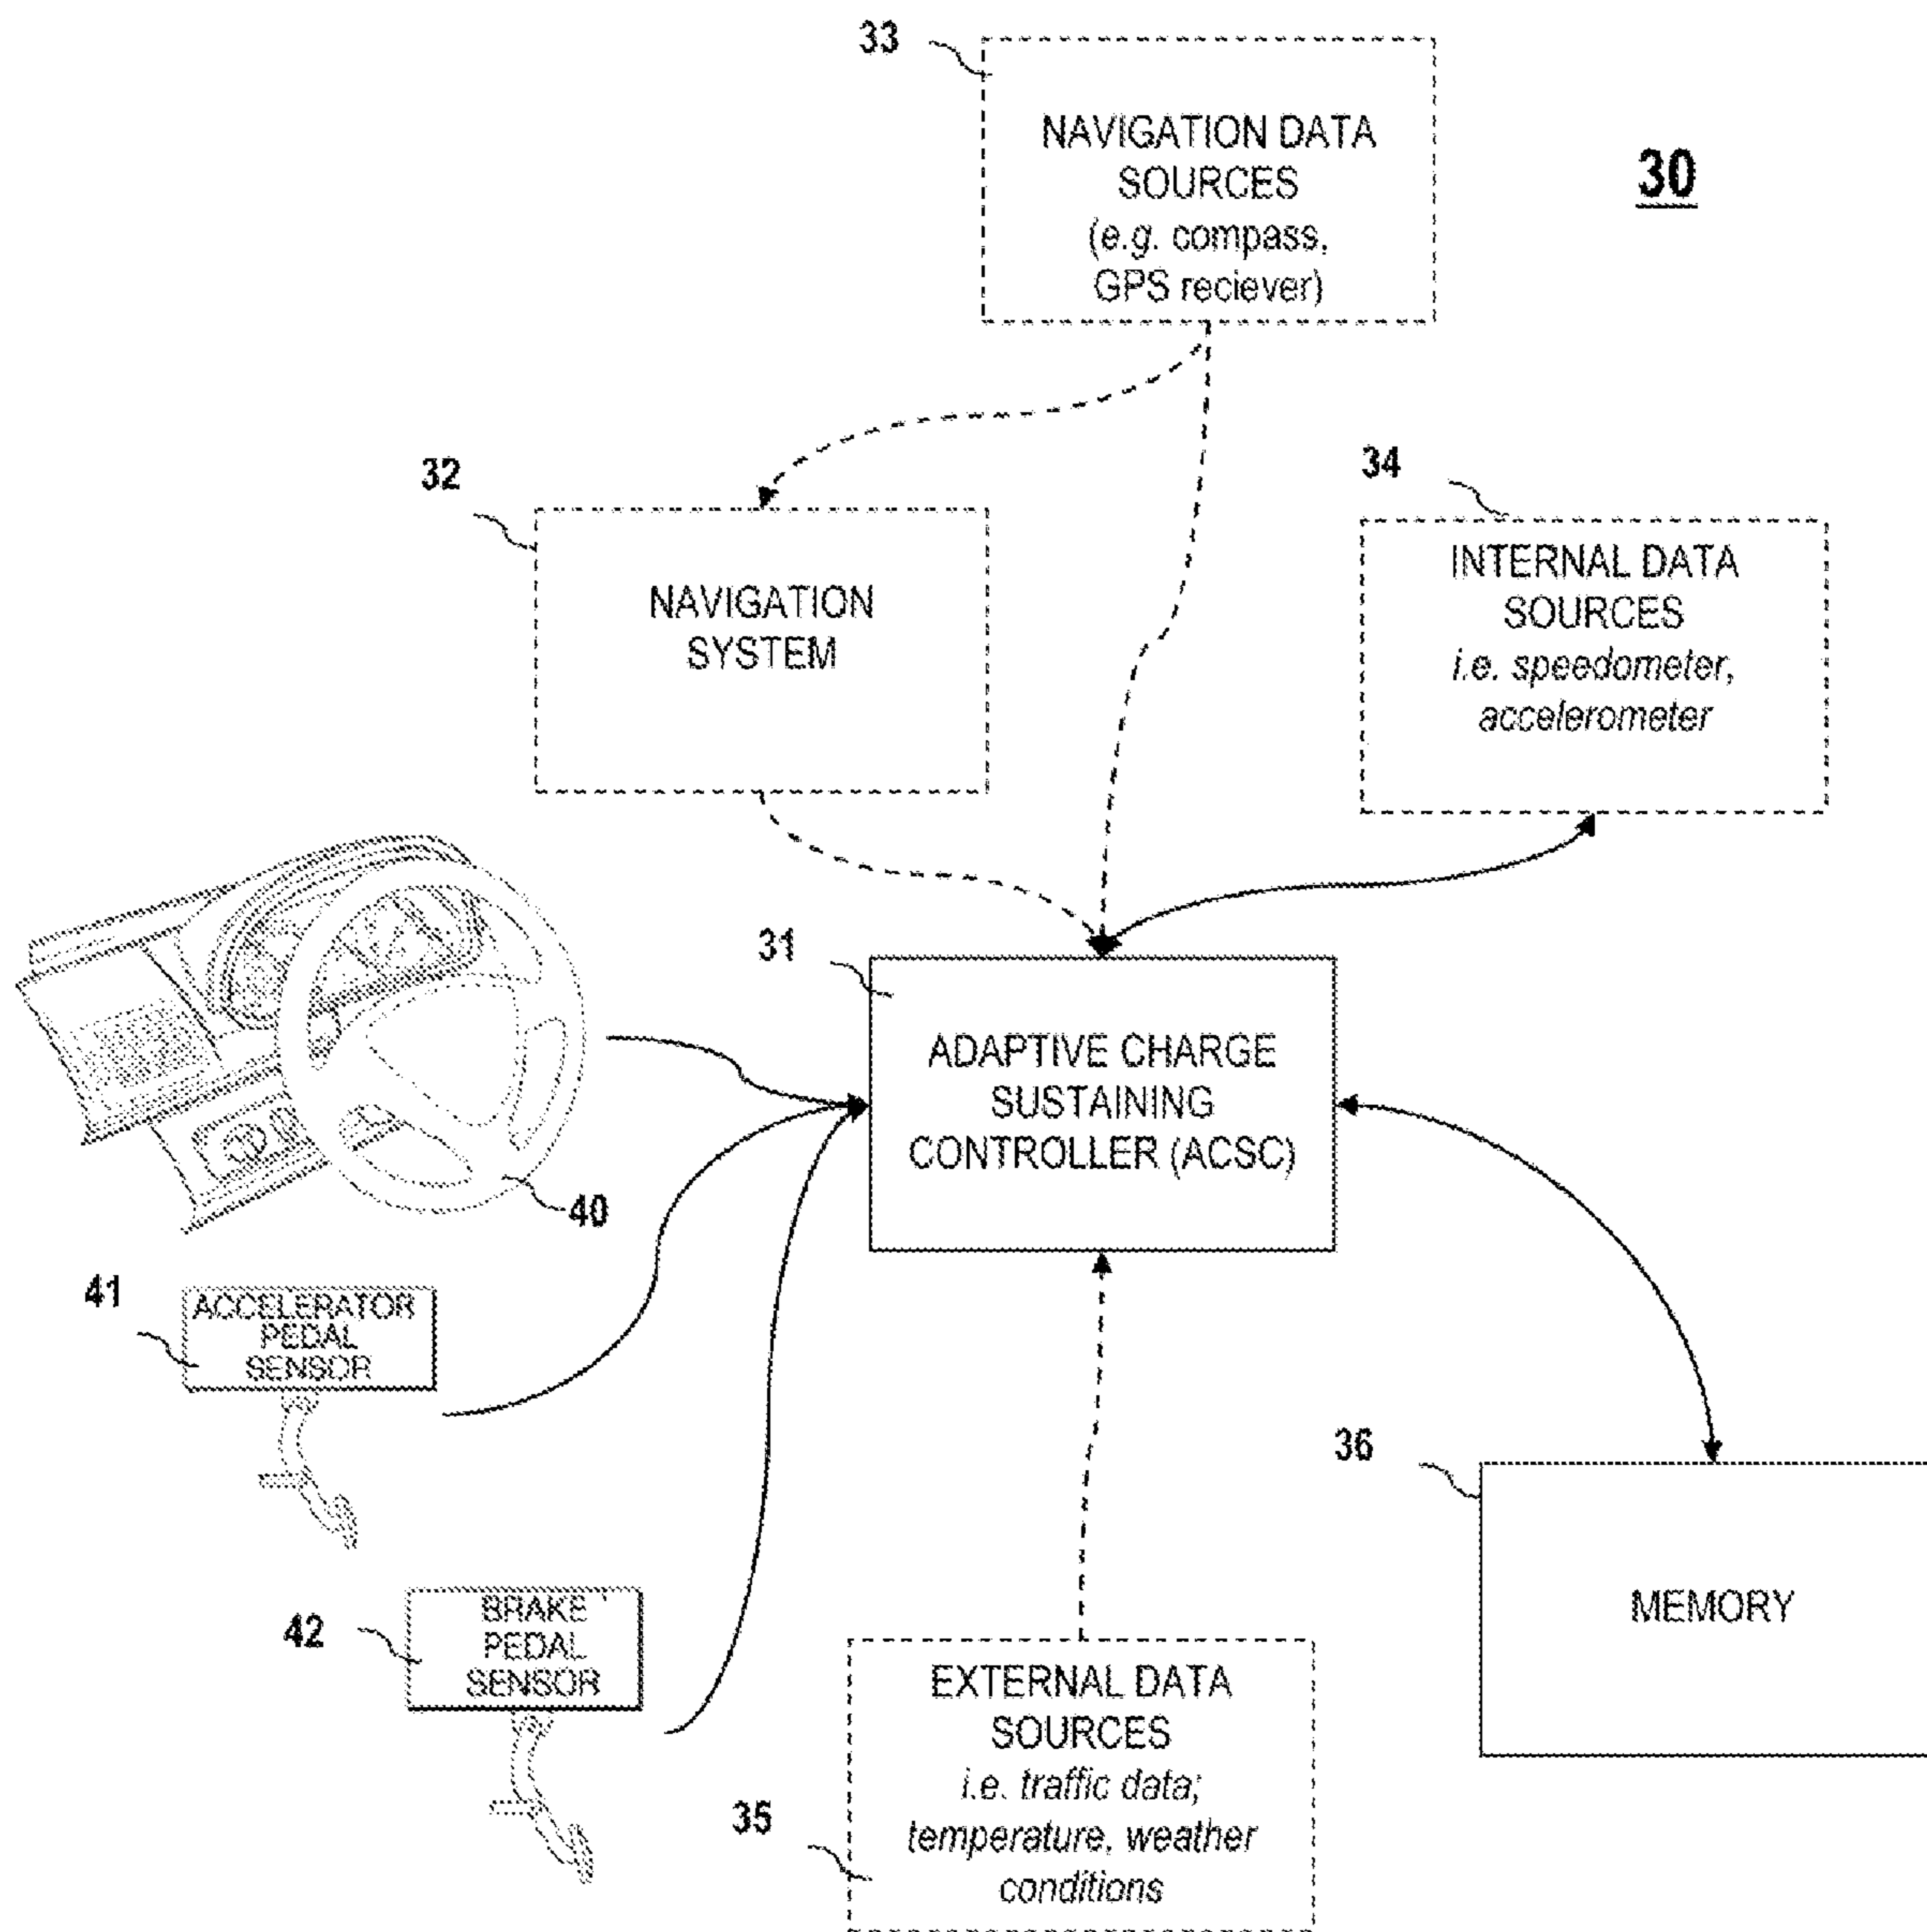 33
NAVIGATION DATA
SOURCES
(e.g. compass,
GPS reciever)
30
32
NAVIGATION
SYSTEM
34
INTERNAL DATA
SOURCES
i.e. speedometer,
accelerometer
31
ADAPTIVE CHARGE
SUSTAINING
CONTROLLER (ACSC)
40
41
ACCELERATOR
PEDAL
SENSOR
42
BRAKE
PEDAL
SENSOR
35
EXTERNAL DATA
SOURCES
i.e. traffic data;
temperature, weather
conditions
36
MEMORY